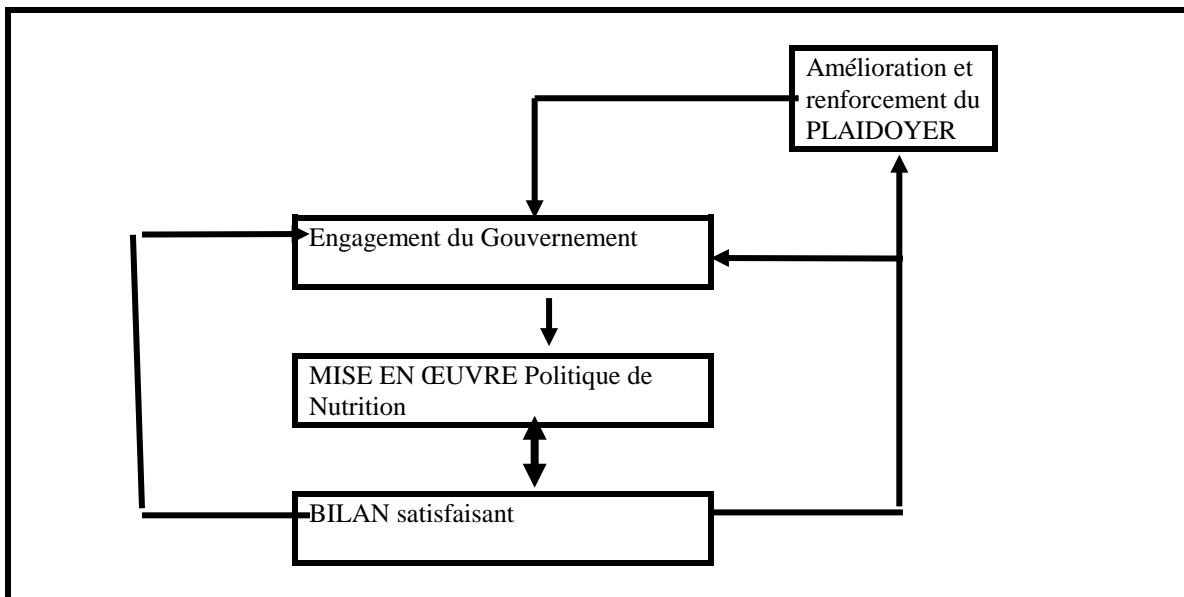 Amélioration et
renforcement du
PLAIDOYER
Engagement du Gouvernement
MISE EN ŒUVRE Politique de
Nutrition
BILAN satisfaisant